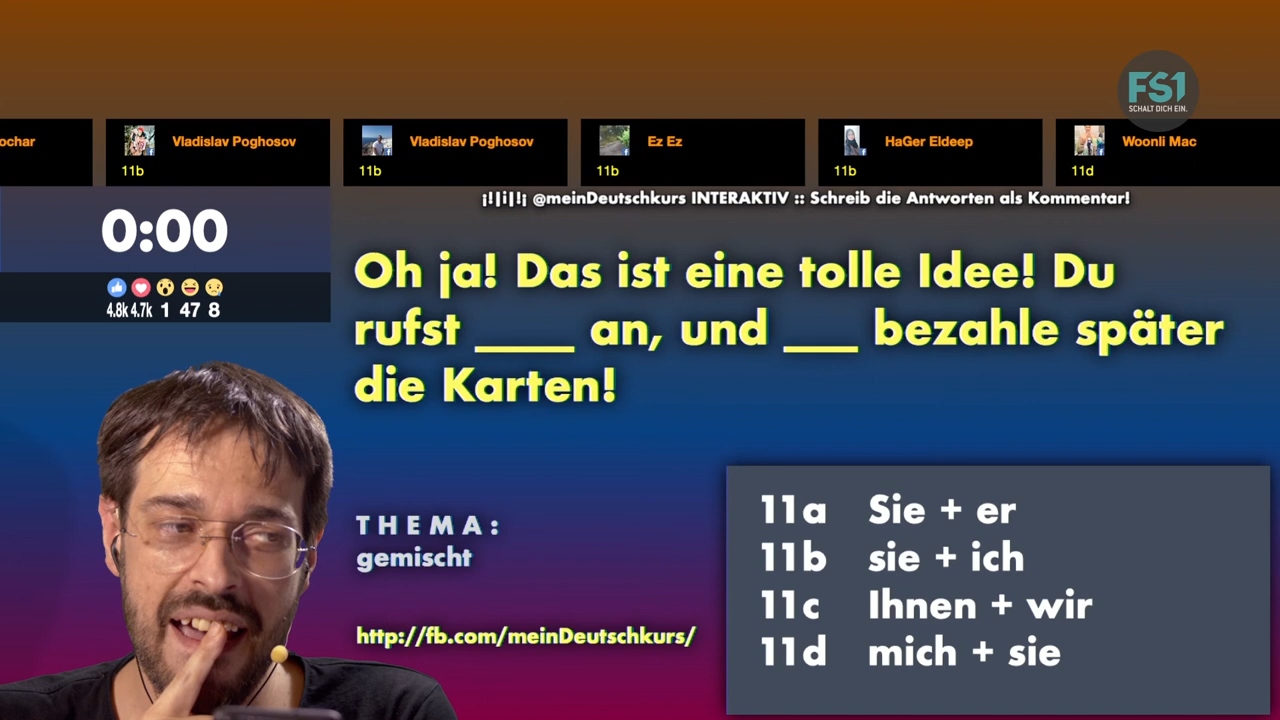 FS1
SCHALT DICH EIN.
ochar
Vladislav Poghosov
11b
Vladislav Poghosov
11b
Ez Ez
11b
HaGer Eldeep
11b
Woonli Mac
11d
@meinDeutschkurs INTERAKTIV :: Schreib die Antworten als Kommentar!
0:00
4.8k 4.7k 1 47 8
Oh ja! Das ist eine tolle Idee! Du
rufst ____ an, und ___ bezahle später
die Karten!
THEMA:
gemischt
http://fb.com/meinDeutschkurs/
11a Sie + er
11b sie + ich
11c Ihnen + wir
11d mich + sie